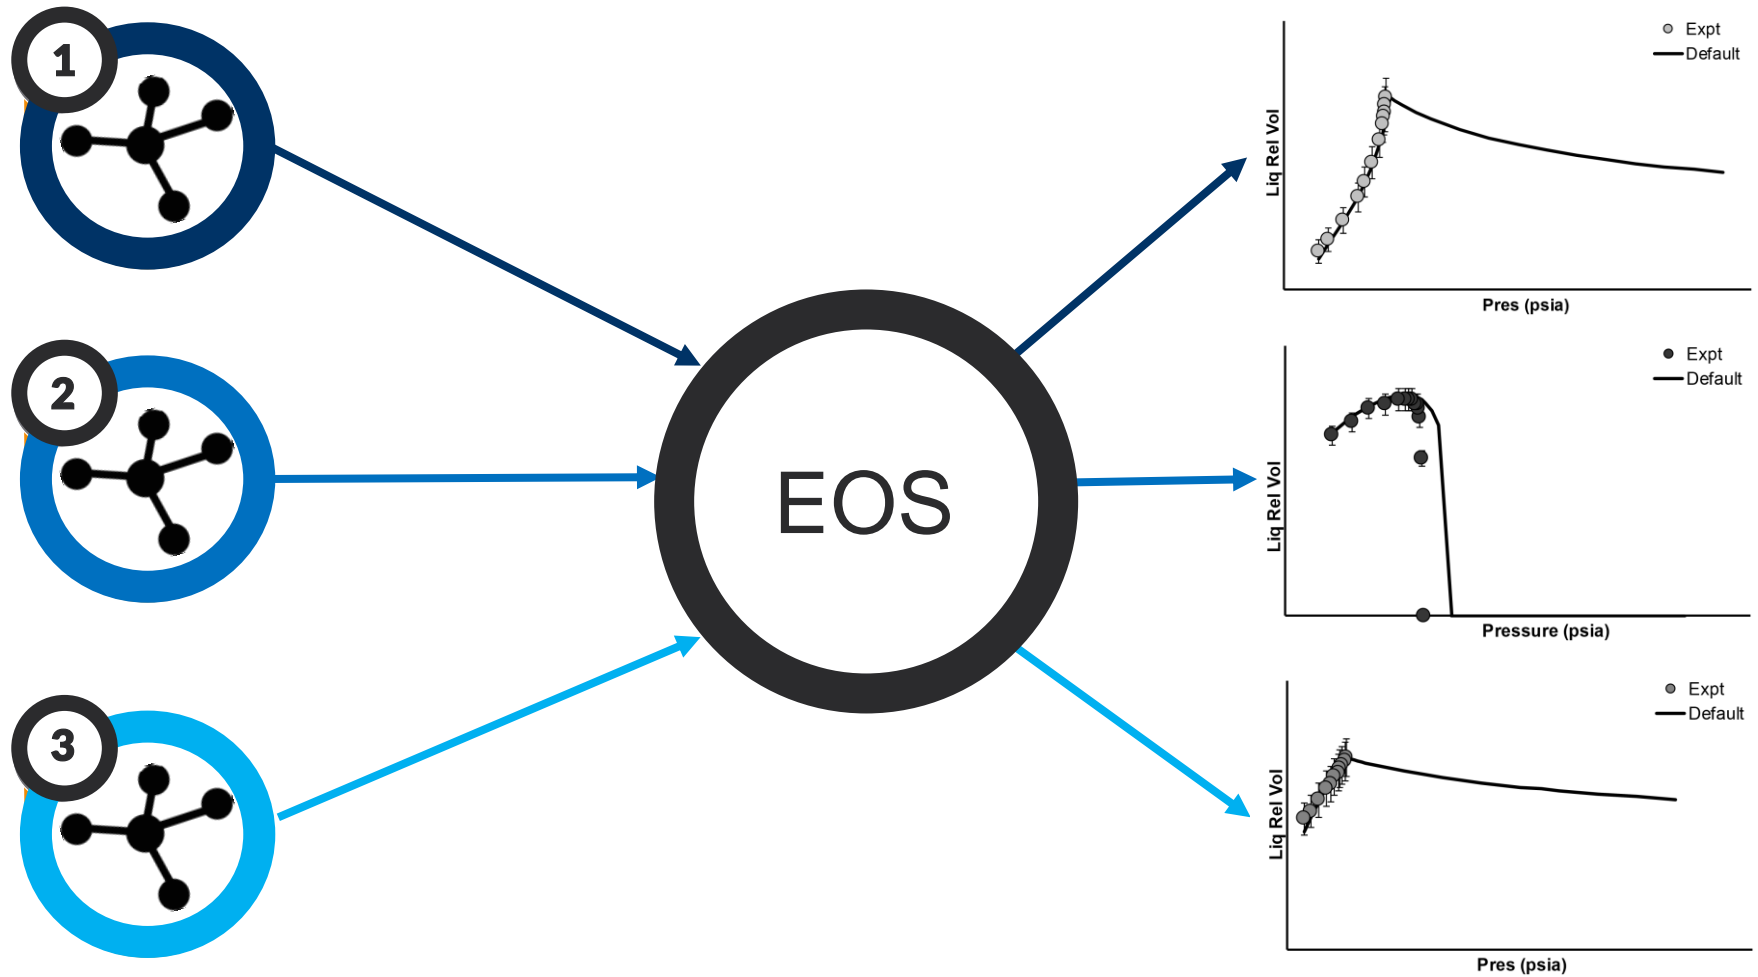 1
Expt
Default
Liq Rel Vol
Pres (psia)
2
Expt
Default
Liq Rel Vol
Pressure (psia)
EOS
3
Expt
Default
Liq Rel Vol
Pres (psia)